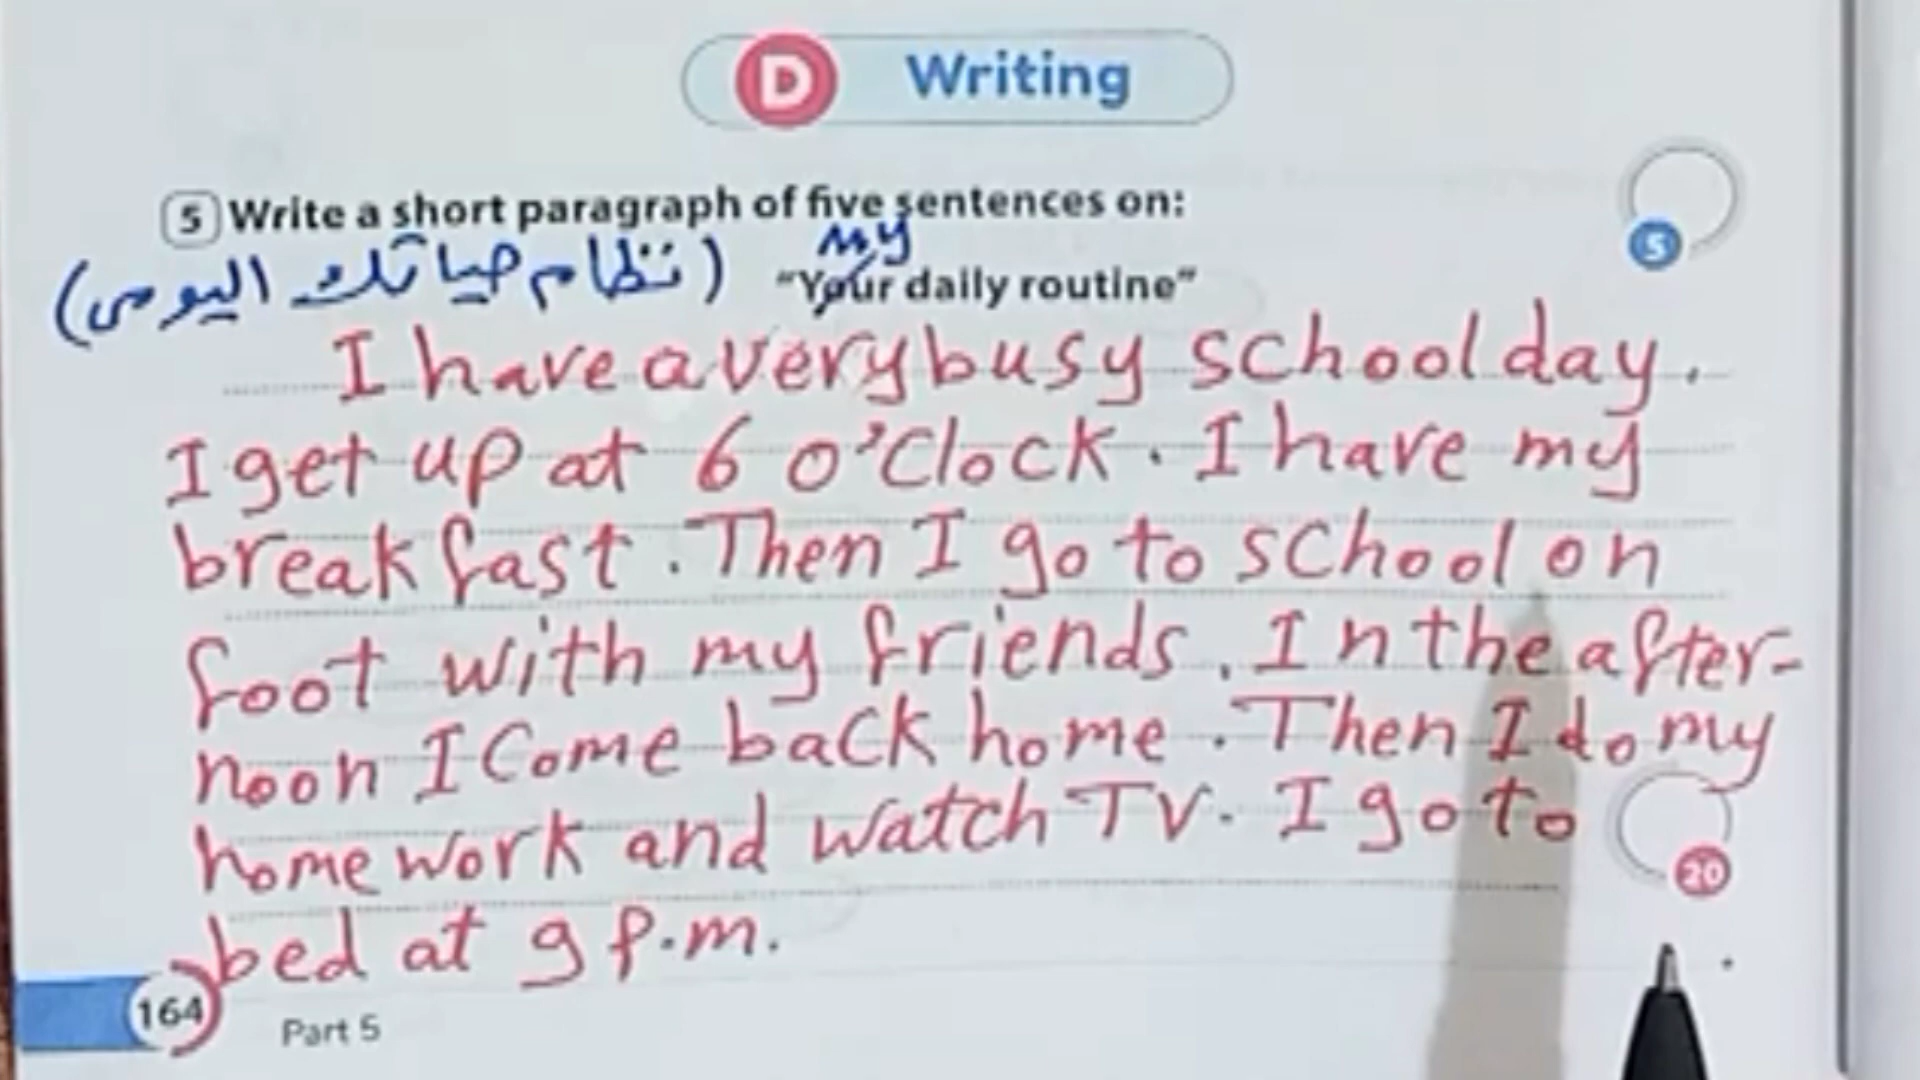 D Writing
5 Write a short paragraph of five sentences on:
my
(نظام حياتك اليومى) "Your daily routine"
5
I have a very busy school day.
I get up at 6 o'Clock. I have my
breakfast. Then I go to school on
foot with my friends. In the after-
noon I Come back home. Then I do my
home work and watch TV. I go to
20
bed at 9 p.m.
164
Part 5